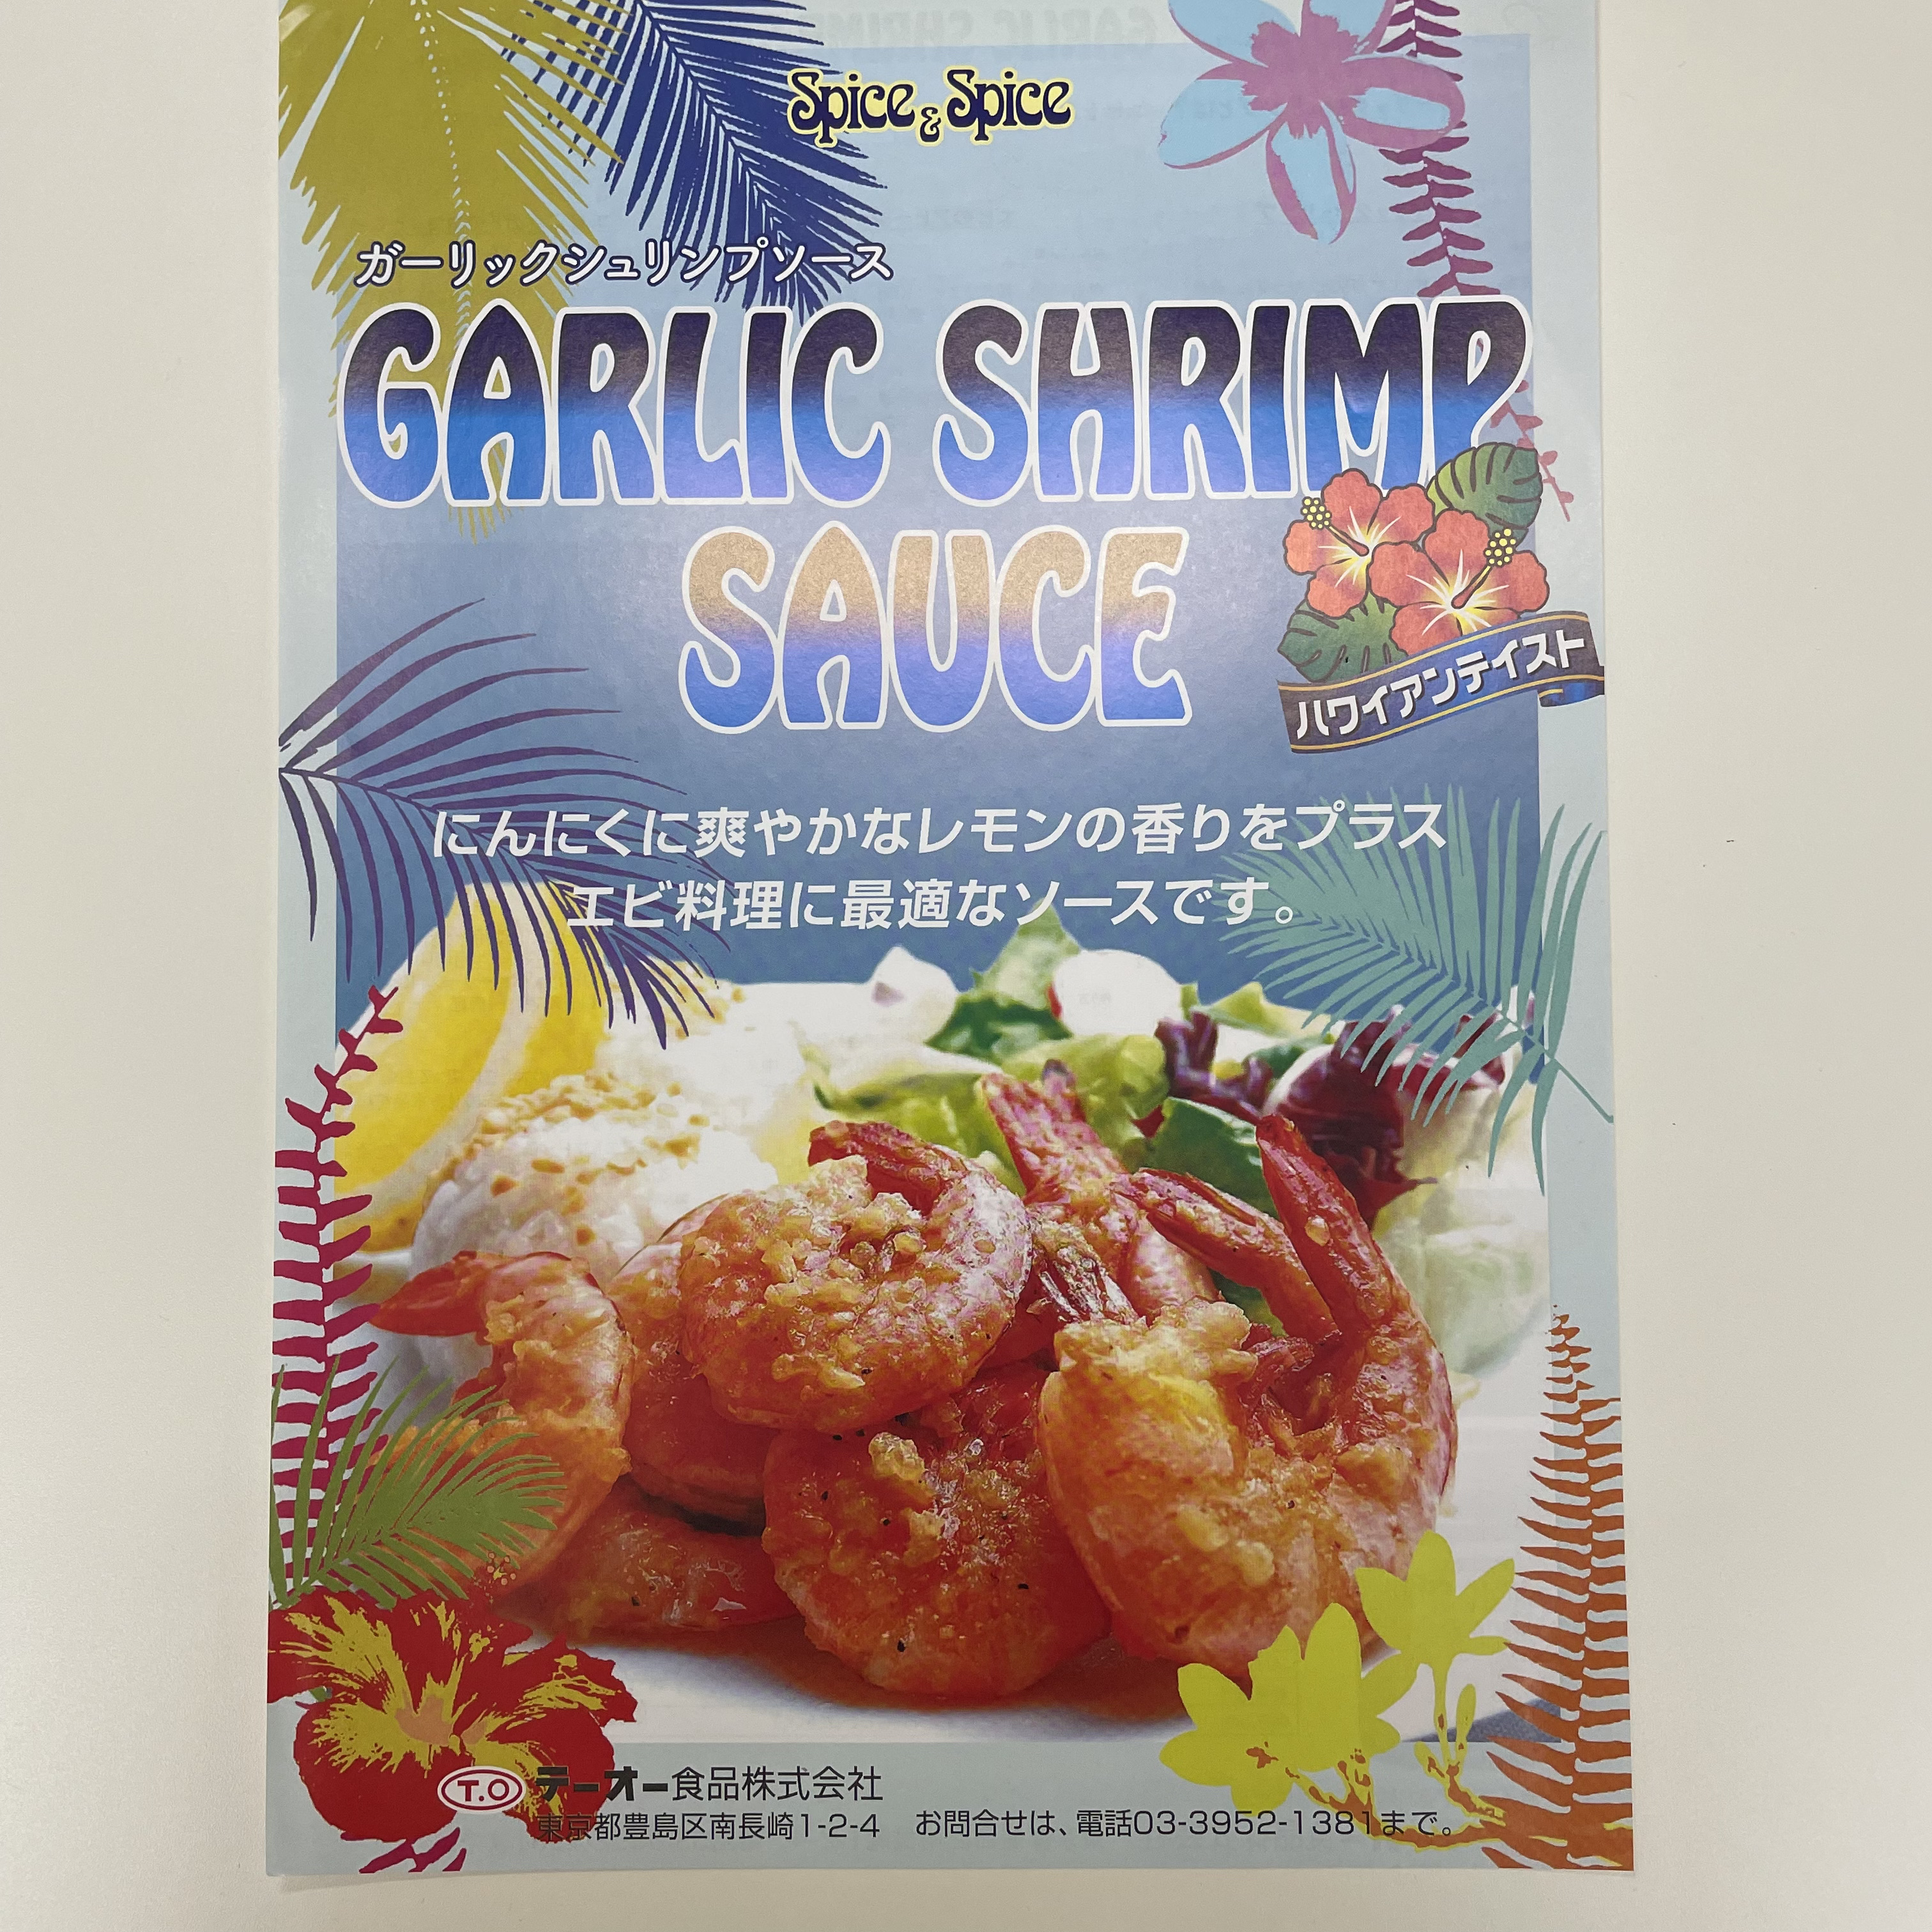 Spice & Spice
ガーリックシュリンプソース
GARLIC SHRIMP
SAUCE
ハワイアンテイスト
にんにくに爽やかなレモンの香りをプラス
エビ料理に最適なソースです。
T.O テーオー食品株式会社
東京都豊島区南長崎1-2-4 お問合せは、電話03-3952-1381まで。